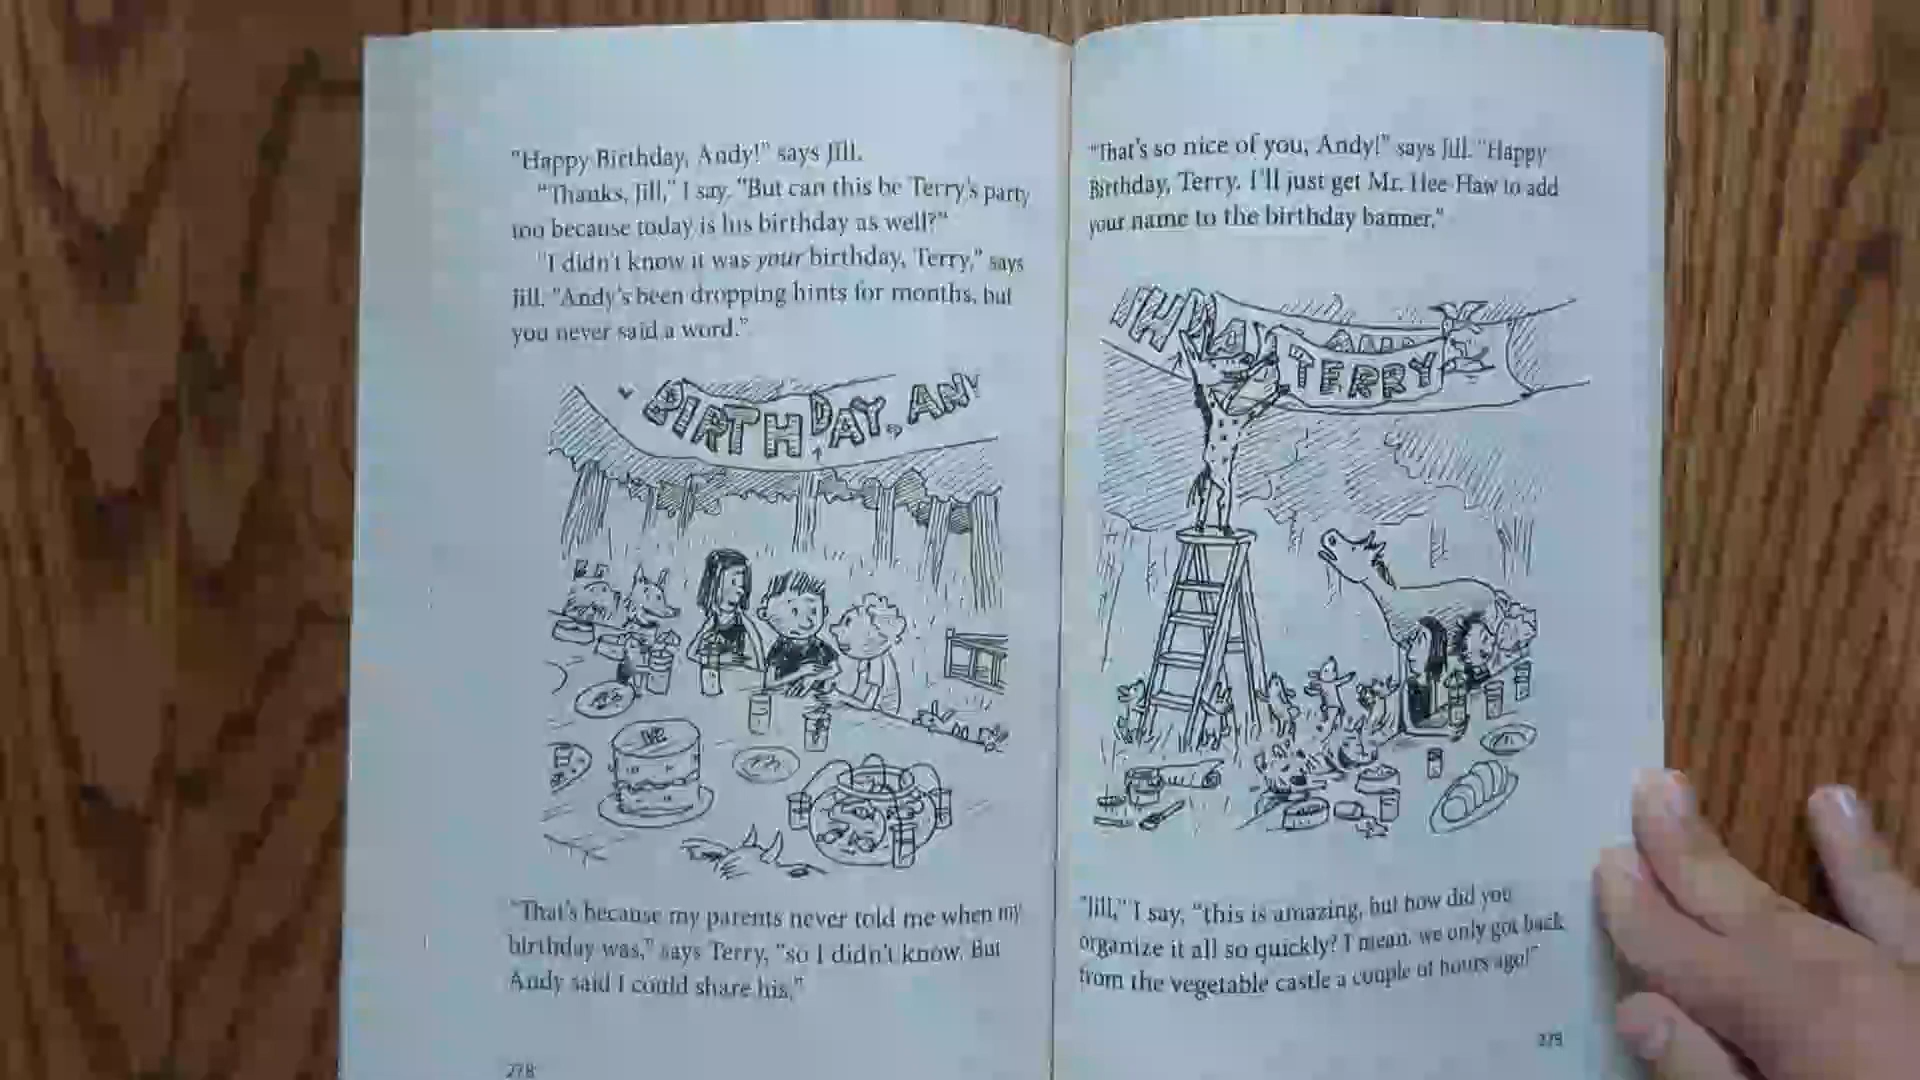 "Happy Birthday, Andy!" says Jill.
"Thanks, Jill," I say. "But can this be Terry's party
too because today is his birthday as well?"
"I didn't know it was your birthday, Terry," says
Jill. "Andy's been dropping hints for months, but
you never said a word."
BIRTHDAY, AN
"That's because my parents never told me when my
birthday was," says Terry, "so I didn't know. But
Andy said I could share his."
278
"That's so nice of you, Andy!" says Jill. "Happy
Birthday, Terry. I'll just get Mr. Hee-Haw to add
your name to the birthday banner."
TERRY
"Jill," I say, "this is amazing, but how did you
organize it all so quickly? I mean, we only got back
from the vegetable castle a couple of hours ago!"
279